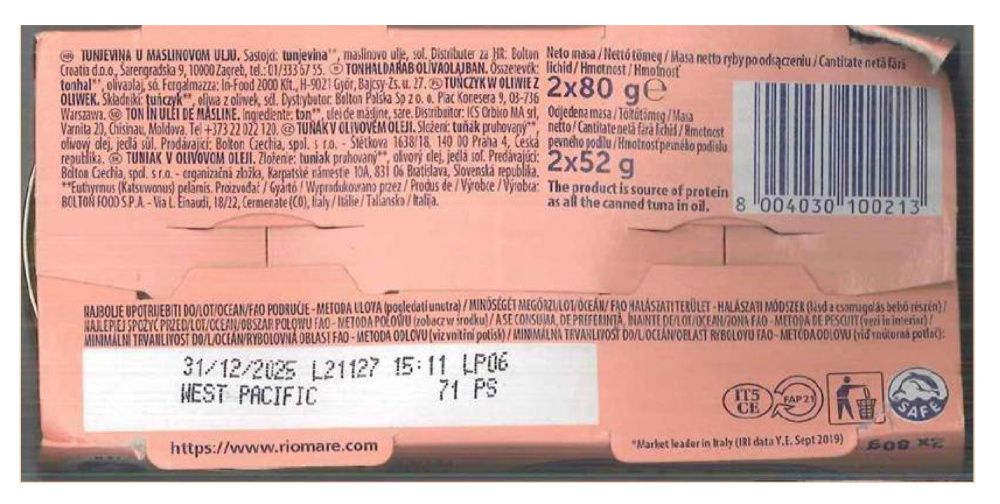 HR TUNJEVINA U MASLINOVOM ULJU. Sastojci: tunjevina**, maslinovo ulje, sol. Distributer za HR: Bolton
Croatia d.o.o., Šarengradska 9, 10000 Zagreb, tel.: 01/333 67 55. TONHALDARAB OLÍVAOLAJBAN. Összetevők:
tonhal**, olívaolaj, só. Forgalmazza: In-Food 2000 Kft., H-9021 Győr, Bajcsy-Zs. u. 27. TUŃCZYK W OLIWIE Z
OLIWEK. Składniki: tuńczyk**, oliwa z oliwek, sól. Dystrybutor: Bolton Polska Sp z o. o. Plac Konesera 9, 03-736
Warszawa. TON ÎN ULEI DE MĂSLINE. Ingrediente: ton**, ulei de măsline, sare. Distribuitor: ICS Orbico MA srl,
Varnita 20, Chisinau, Moldova. Tel +373 22 022 120. TUŇÁK V OLIVOVÉM OLEJI. Složení: tuňák pruhovaný**,
olivový olej, jedlá sůl. Prodávající: Bolton Czechia, spol. s r.o. - Štětkova 1638/18, 140 00 Praha 4, Česká
republika. TUNIAK V OLIVOVOM OLEJI. Zloženie: tuniak pruhovaný**, olivový olej, jedlá soľ. Predávajúci:
Bolton Czechia, spol. s r.o. - organizačná zložka, Karpatské námestie 10A, 831 06 Bratislava, Slovenská republika.
**Euthynnus (Katsuwonus) pelamis. Proizvođač / Gyártó / Wyprodukowano przez / Produs de / Výrobce / Výrobca:
BOLTON FOOD S.P.A. - Via L. Einaudi, 18/22, Cermenate (CO), Italy / Itálie / Taliansko / Italija.
Neto masa / Nettó tömeg / Masa netto ryby po odsączeniu / Cantitate netă fără
lichid / Hmotnost / Hmotnosť
2x80 g e
Odjeđena masa / Töltőtömeg / Masa
netto / Cantitate netă fără lichid / Hmotnost
pevného podílu / Hmotnosť pevného podielu
2x52 g
The product is source of protein
as all the canned tuna in oil.
8 004030 100213
NAJBOLJE UPOTRIJEBITI DO/LOT/OCEAN/FAO PODRUČJE - METODA ULOVA (pogledati unutra) / MINŐSÉGÉT MEGŐRZI/LOT/ÓCEÁN/FAO HALÁSZATI TERÜLET - HALÁSZATI MÓDSZER (lásd a csomagolás belső részén) /
NAJLEPIEJ SPOŻYĆ PRZED/LOT/OCEAN/OBSZAR POŁOWU FAO - METODA POŁOWU (zobacz w środku) / A SE CONSUMA, DE PREFERINȚĂ, ÎNAINTE DE/LOT/OCEAN/ZONA FAO - METODA DE PESCUIT (vezi în interior) /
MINIMÁLNÍ TRVANLIVOST DO/L/OCEÁN/RYBOLOVNÁ OBLAST FAO - METODA ODLOVU (viz vnitřní potisk) / MINIMÁLNA TRVANLIVOSŤ DO/L/OCEÁN/OBLASŤ RYBOLOVU FAO - METÓDA ODLOVU (viď vnútorná potlač):
31/12/2025 L21127 15:11 LP06
WEST PACIFIC 71 PS
IT5
CE
FAP 21
SAFE
https://www.riomare.com
*Market leader in Italy (IRI data Y.E. Sept 2019)
2x 80g